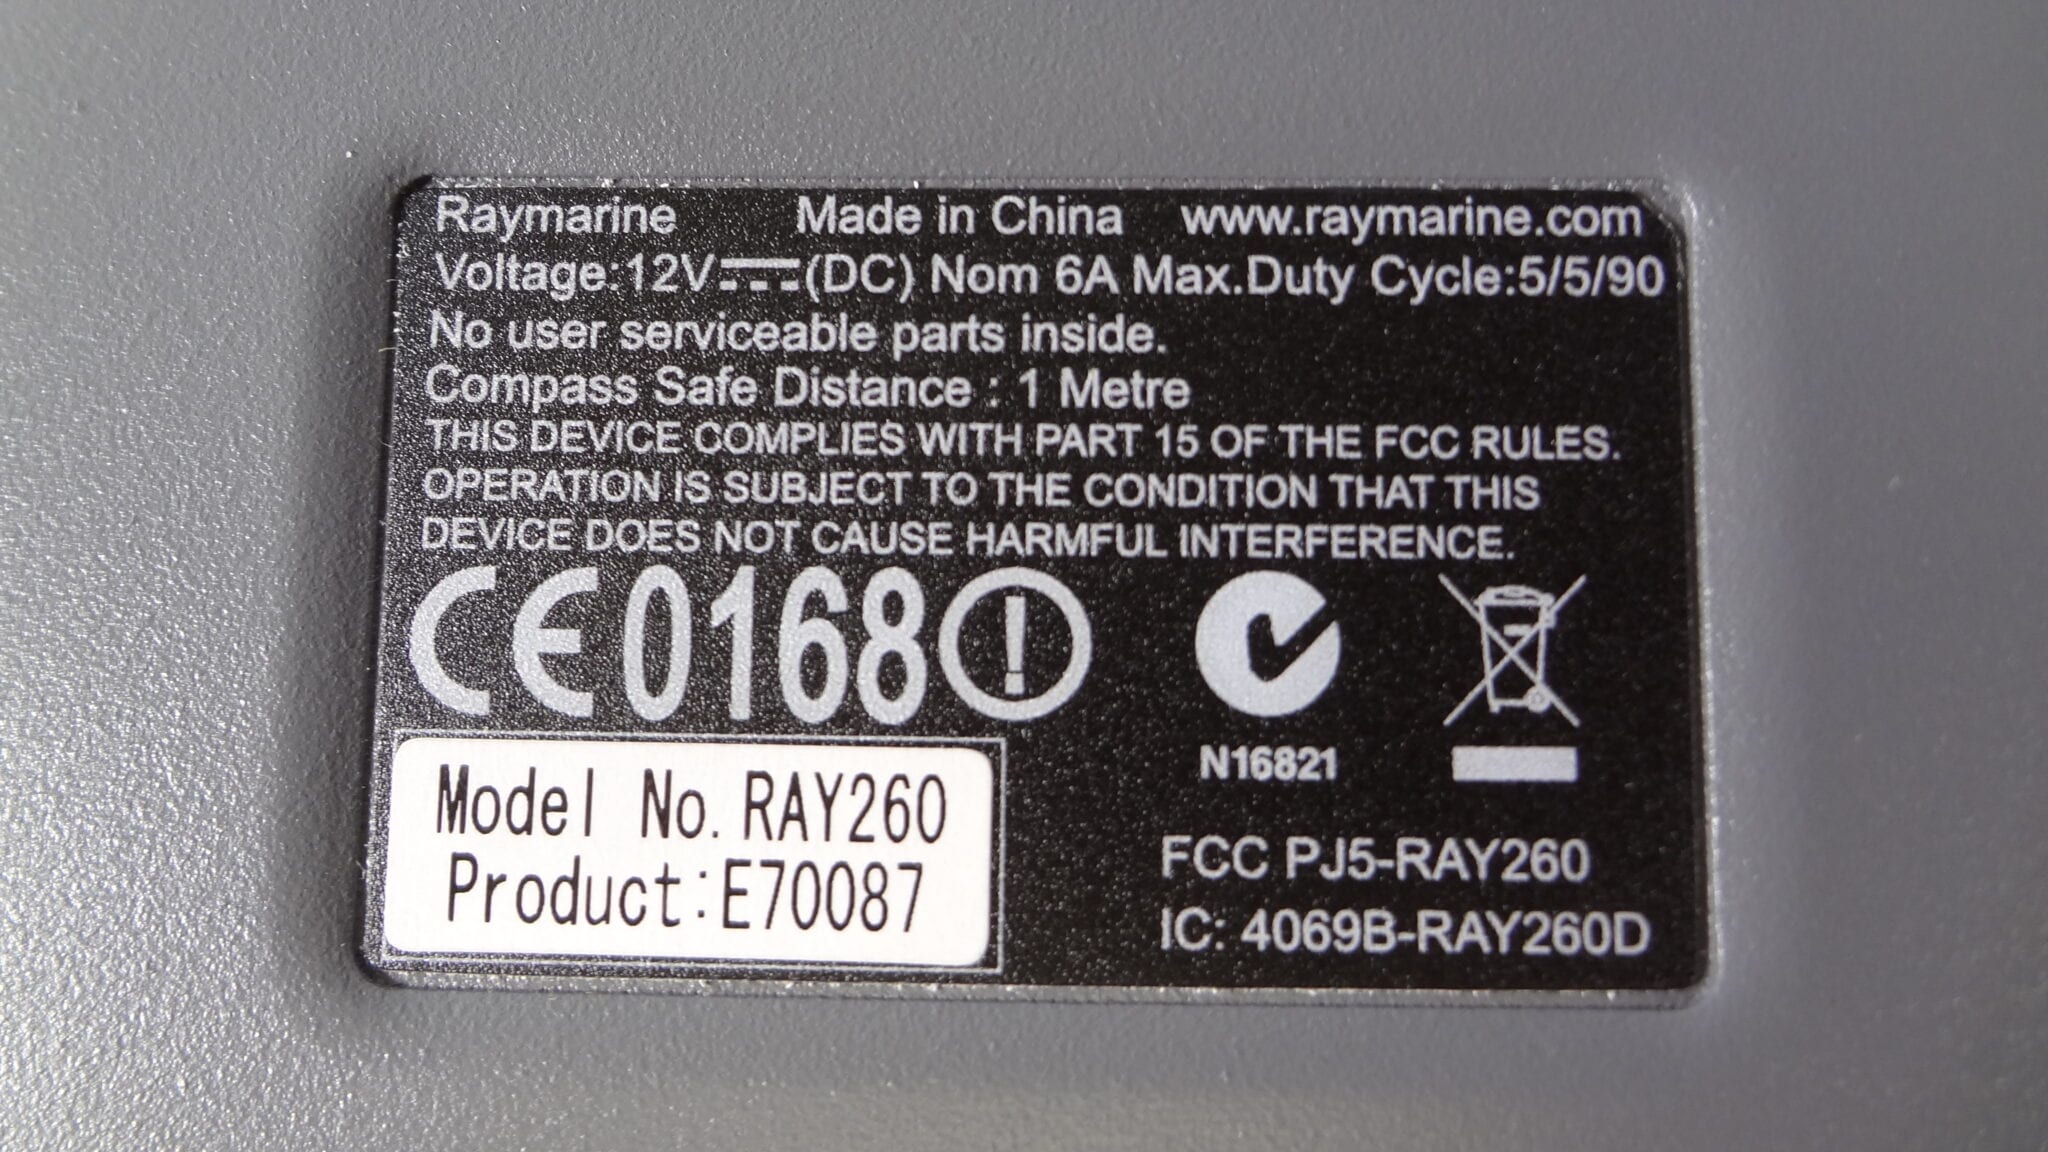 Raymarine Made in China www.raymarine.com
Voltage:12V (DC) Nom 6A Max.Duty Cycle:5/5/90
No user serviceable parts inside.
Compass Safe Distance : 1 Metre
THIS DEVICE COMPLIES WITH PART 15 OF THE FCC RULES.
OPERATION IS SUBJECT TO THE CONDITION THAT THIS
DEVICE DOES NOT CAUSE HARMFUL INTERFERENCE.
CE0168!
N16821
Model No. RAY260
Product:E70087
FCC PJ5-RAY260
IC: 4069B-RAY260D